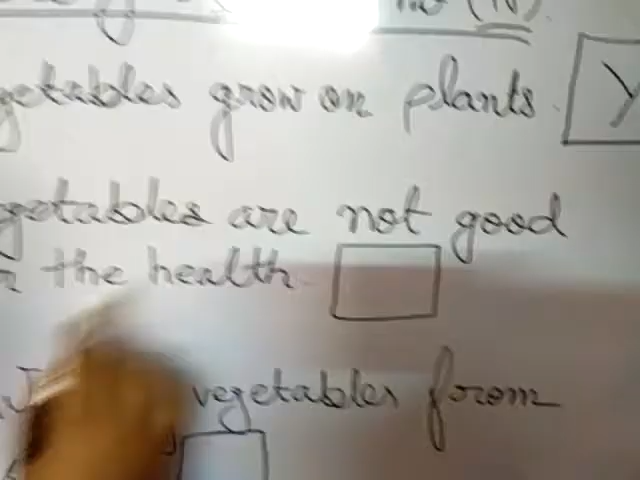 no (N).
getables grow on plants. Y
getables are not good
the health.
vegetables from